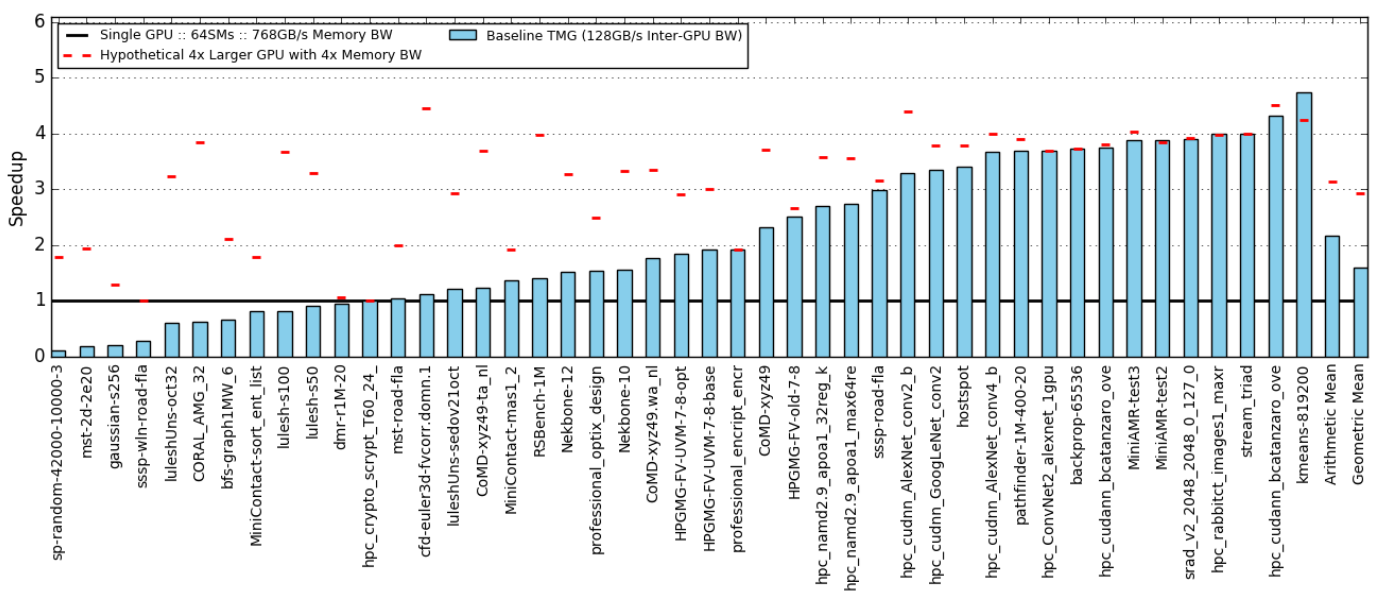 Single GPU :: 64SMs :: 768GB/s Memory BW
Hypothetical 4x Larger GPU with 4x Memory BW
Baseline TMG (128GB/s Inter-GPU BW)
Speedup
6
5
4
3
2
1
0
sp-random-42000-10000-3
mst-2d-2e20
gaussian-s256
sssp-wln-road-fla
luleshUns-oct32
CORAL_AMG_32
bfs-graph1MW_6
MiniContact-sort_ent_list
lulesh-s100
lulesh-s50
dmr-r1M-20
hpc_crypto_scrypt_T60_24_
mst-road-fla
cfd-euler3d-fvcorr.domn.1
luleshUns-sedov21oct
CoMD-xyz49-ta_nl
MiniContact-mas1_2
RSBench-1M
Nekbone-12
professional_optix_design
Nekbone-10
CoMD-xyz49.wa_nl
HPGMG-FV-UVM-7-8-opt
HPGMG-FV-UVM-7-8-base
professional_encript_encr
CoMD-xyz49
HPGMG-FV-old-7-8
hpc_namd2.9_apoa1_32reg_k
hpc_namd2.9_apoa1_max64re
sssp-road-fla
hpc_cudnn_AlexNet_conv2_b
hpc_cudnn_GoogLeNet_conv2
hostspot
hpc_cudnn_AlexNet_conv4_b
pathfinder-1M-400-20
hpc_ConvNet2_alexnet_1gpu
backprop-65536
hpc_cudann_bcatanzaro_ove
MiniAMR-test3
MiniAMR-test2
srad_v2_2048_2048_0_127_0
hpc_rabbitct_images1_maxr
stream_triad
hpc_cudann_bcatanzaro_ove
kmeans-819200
Arithmetic Mean
Geometric Mean